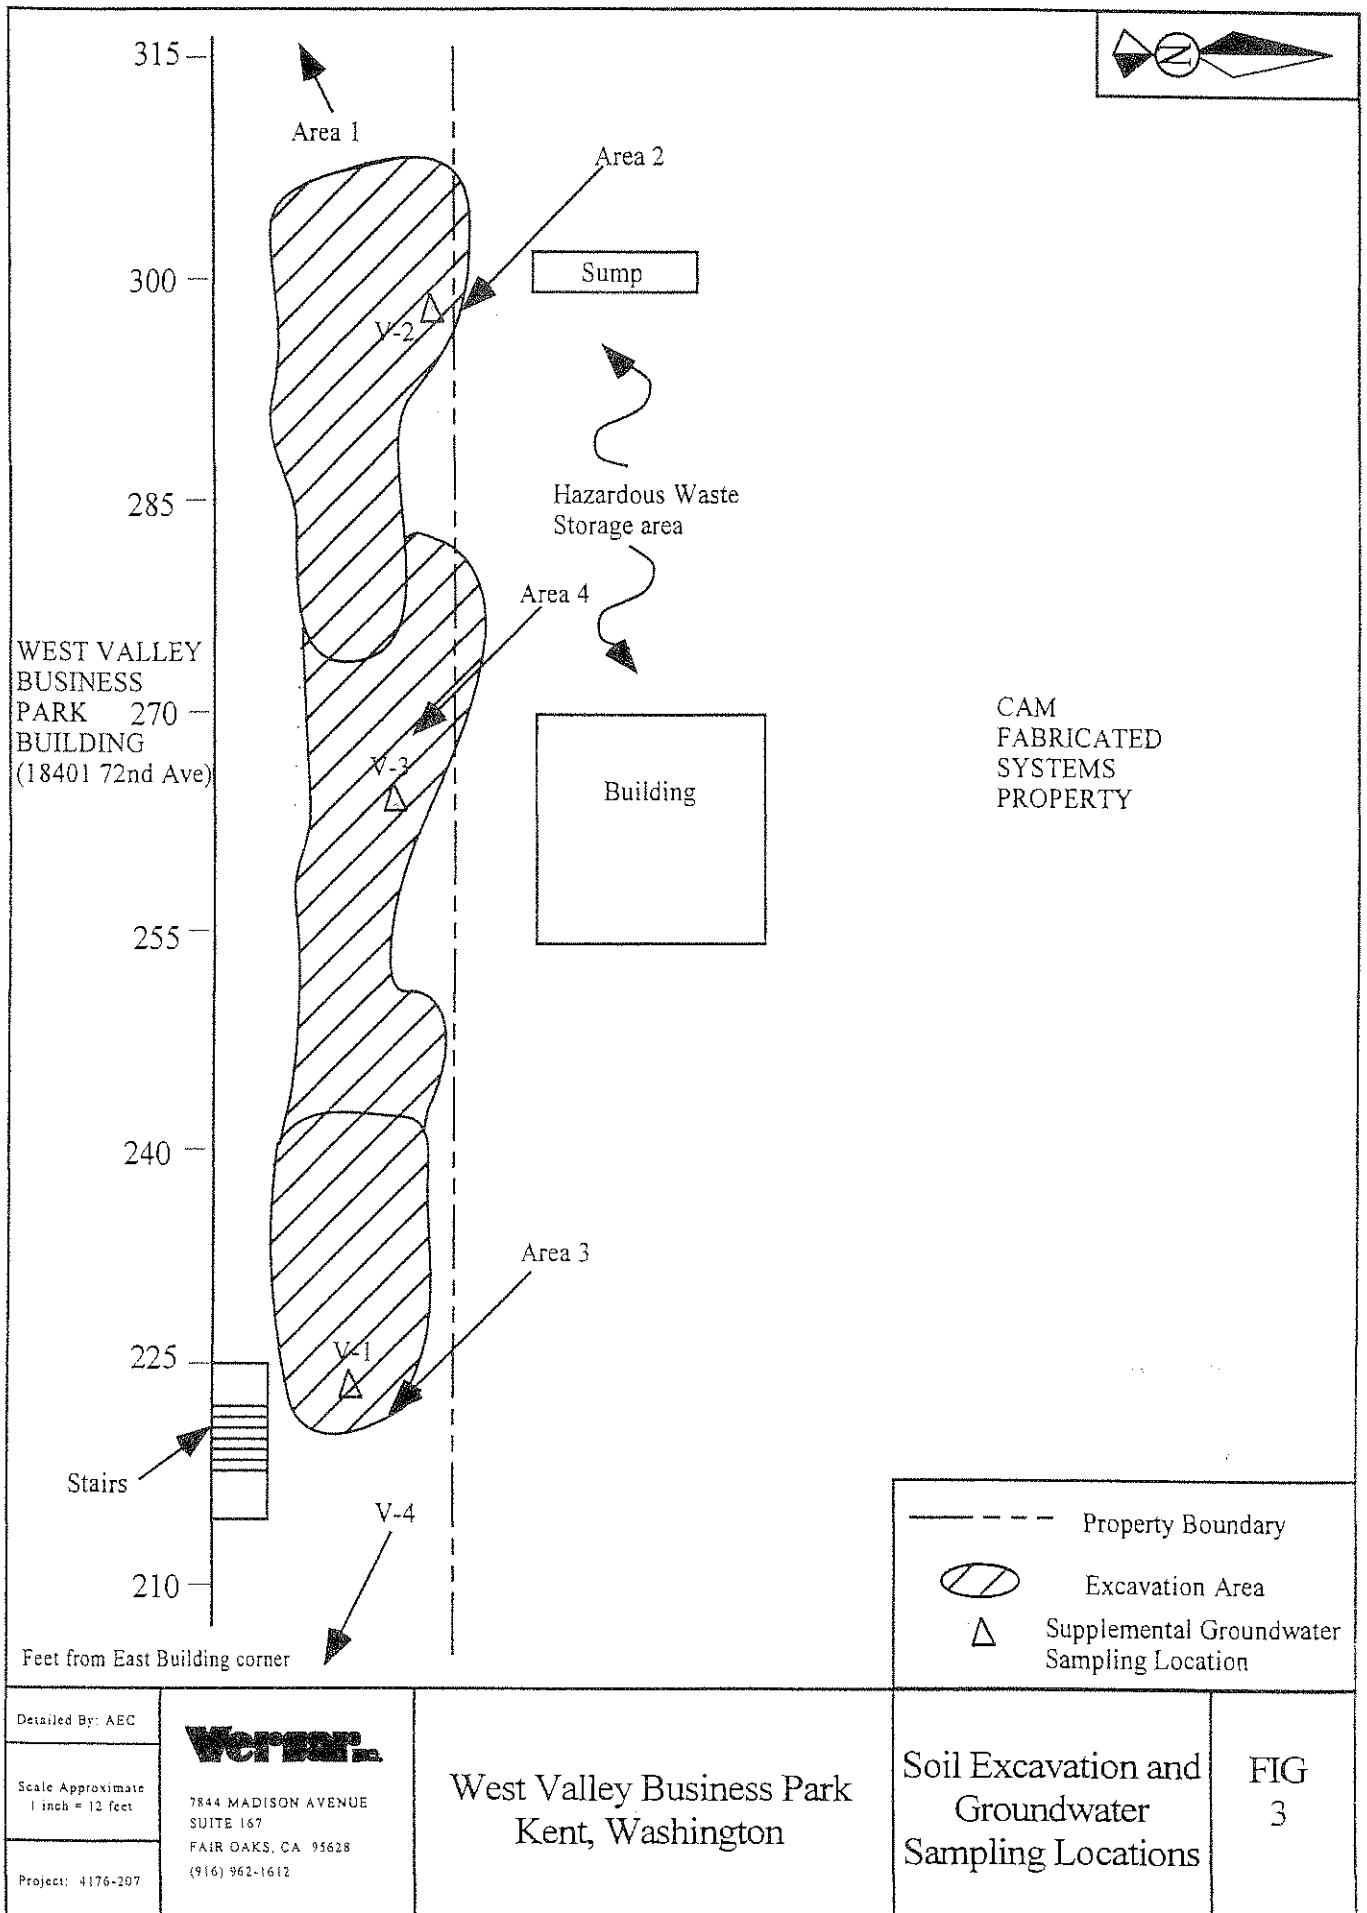 315
N
Area 1
Area 2
300
Sump
V-2
285
Hazardous Waste
Storage area
Area 4
WEST VALLEY
BUSINESS
PARK 270
BUILDING
(18401 72nd Ave)
CAM
FABRICATED
SYSTEMS
PROPERTY
V-3
Building
255
240
Area 3
225
V-1
Stairs
V-4
210
Feet from East Building corner
Property Boundary
Excavation Area
Supplemental Groundwater
Sampling Location
Detailed By: AEC
Scale Approximate
1 inch = 12 feet
Project: 4176-207
Versar INC.
7844 MADISON AVENUE
SUITE 167
FAIR OAKS, CA 95628
(916) 962-1612
West Valley Business Park
Kent, Washington
Soil Excavation and
Groundwater
Sampling Locations
FIG
3